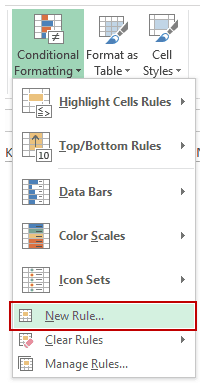 Conditional Format as Cell
Formatting Table Styles
Highlight Cells Rules
10
Top/Bottom Rules
Data Bars
Color Scales
Icon Sets
New Rule...
Clear Rules
Manage Rules...